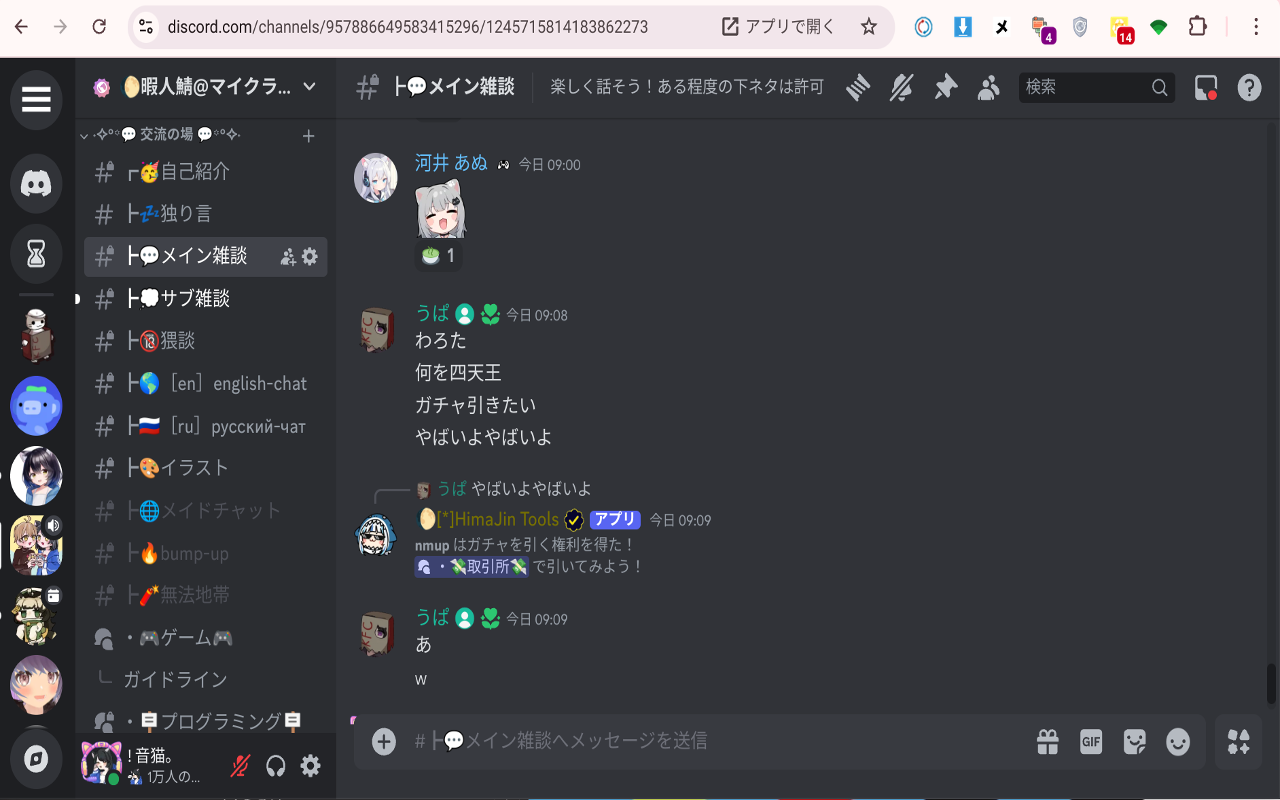 discord.com/channels/957886649583415296/1245715814183862273
アプリで開く
4
14
暇人鯖@マイクラ...
┣💬メイン雑談
楽しく話そう！ある程度の下ネタは許可
検索
·✧°⁰💬 交流の場 💬⁰°✧·
┏🥳自己紹介
┣💤独り言
┣💬メイン雑談
┣💭サブ雑談
┣🔞猥談
┣🌎［en］english-chat
┣🇷🇺［ru］русский-чат
┣🎨イラスト
┣🌐メイドチャット
┣🔥bump-up
┣🧨無法地帯
・🎮ゲーム🎮
ガイドライン
・🪧プログラミング🪧
! 音猫。
1万人の...
河井 あぬ 🎮 今日 09:00
🍵 1
うぱ 今日 09:08
わろた
何を四天王
ガチャ引きたい
やばいよやばいよ
うぱ やばいよやばいよ
🌔[*]HimaJin Tools アプリ 今日 09:09
nmup はガチャを引く権利を得た！
・💸取引所💸 で引いてみよう！
うぱ 今日 09:09
あ
w
#┣💬メイン雑談へメッセージを送信
GIF